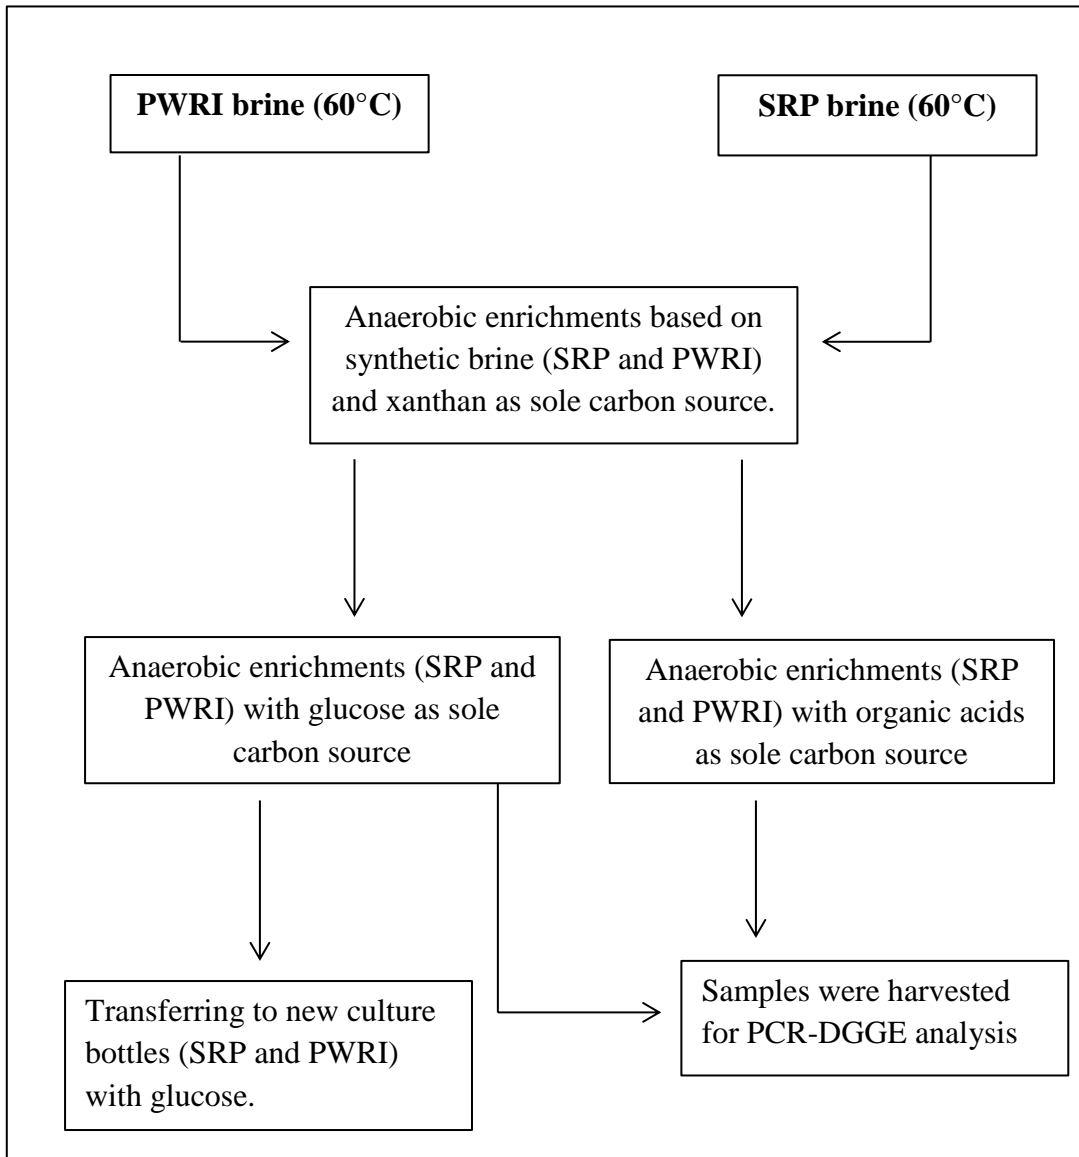 PWRI brine (60°C)
SRP brine (60°C)
Anaerobic enrichments based on
synthetic brine (SRP and PWRI)
and xanthan as sole carbon source.
Anaerobic enrichments (SRP and
PWRI) with glucose as sole
carbon source
Anaerobic enrichments (SRP
and PWRI) with organic acids
as sole carbon source
Transferring to new culture
bottles (SRP and PWRI)
with glucose.
Samples were harvested
for PCR-DGGE analysis